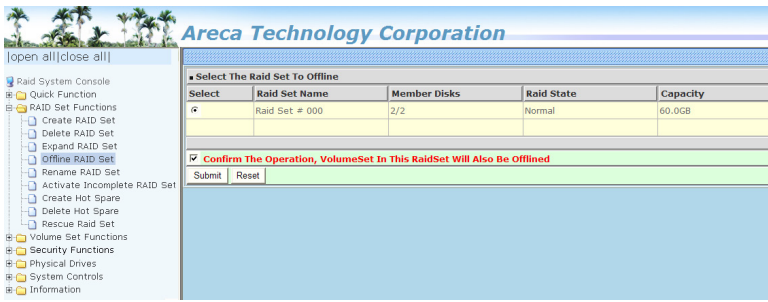 Areca Technology Corporation
|open all|close all|
Raid System Console
Quick Function
RAID Set Functions
Create RAID Set
Delete RAID Set
Expand RAID Set
Offline RAID Set
Rename RAID Set
Activate Incomplete RAID Set
Create Hot Spare
Delete Hot Spare
Rescue Raid Set
Volume Set Functions
Security Functions
Physical Drives
System Controls
Information
Select The Raid Set To Offline
Select Raid Set Name Member Disks Raid State Capacity
Raid Set # 000 2/2 Normal 60.0GB
Confirm The Operation, VolumeSet In This RaidSet Will Also Be Offlined
Submit Reset